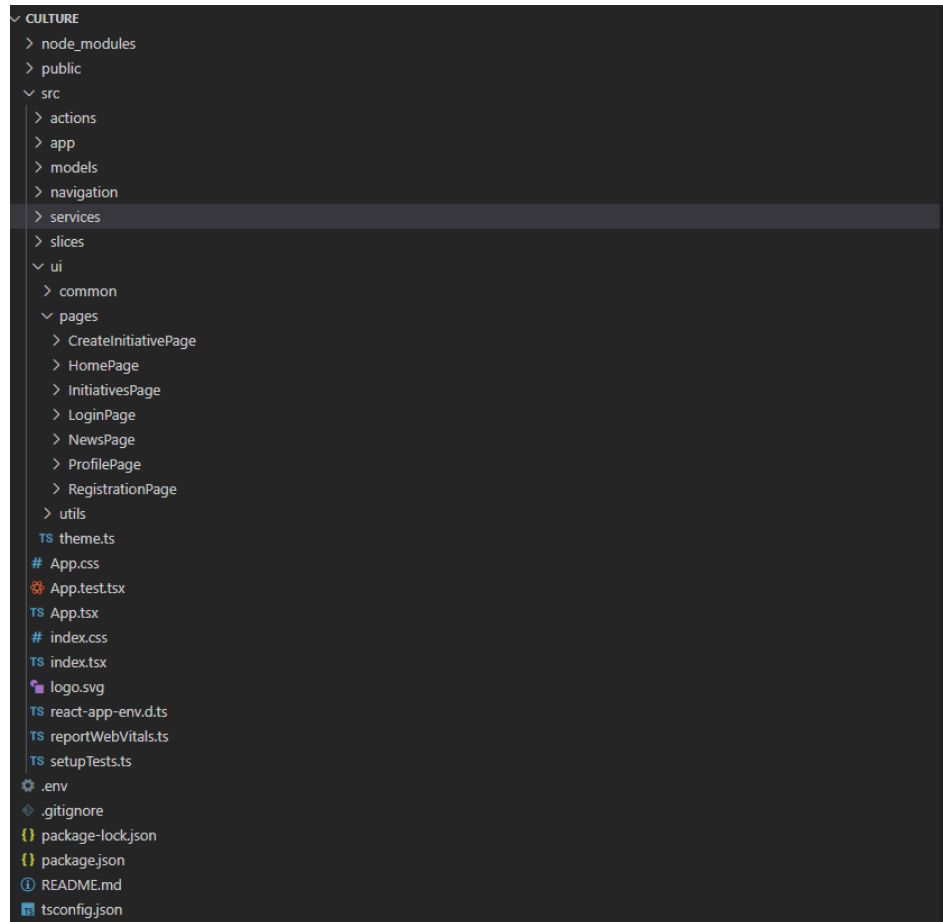 CULTURE
node_modules
public
src
actions
app
models
navigation
services
slices
ui
common
pages
CreateInitiativePage
HomePage
InitiativesPage
LoginPage
NewsPage
ProfilePage
RegistrationPage
utils
TS theme.ts
# App.css
App.test.tsx
TS App.tsx
# index.css
TS index.tsx
logo.svg
TS react-app-env.d.ts
TS reportWebVitals.ts
TS setupTests.ts
.env
.gitignore
{} package-lock.json
{} package.json
README.md
TS tsconfig.json